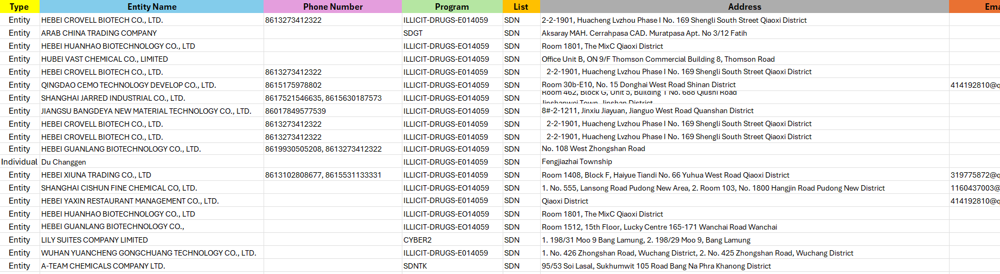 Type Entity Name Phone Number Program List Address Ema
Entity HEBEI CROVELL BIOTECH CO., LTD. 8613273412322 ILLICIT-DRUGS-E014059 SDN 2-2-1901, Huacheng Lvzhou Phase I No. 169 Shengli South Street Qiaoxi District
Entity ARAB CHINA TRADING COMPANY SDGT SDN Aksaray MAH. Cerrahpasa CAD. Muratpasa Apt. No 3/12 Fatih
Entity HEBEI HUANHAO BIOTECHNOLOGY CO., LTD ILLICIT-DRUGS-EO14059 SDN Room 1801, The MixC Qiaoxi District
Entity HUBEI VAST CHEMICAL CO., LIMITED ILLICIT-DRUGS-EO14059 SDN Office Unit B, ON 9/F Thomson Commercial Building 8, Thomson Road
Entity HEBEI CROVELL BIOTECH CO., LTD. 8613273412322 ILLICIT-DRUGS-EO14059 SDN 2-2-1901, Huacheng Lvzhou Phase I No. 169 Shengli South Street Qiaoxi District
Entity QINGDAO CEMO TECHNOLOGY DEVELOP CO., LTD. 8615175978802 ILLICIT-DRUGS-EO14059 SDN Room 30b-E10, No. 15 Donghai West Road Shinan District 414192810@q
Entity SHANGHAI JARRED INDUSTRIAL CO., LTD. 8617521546635, 8615630187573 ILLICIT-DRUGS-EO14059 SDN Room 462, Block G, Unit 5, Building 1 No. 688 Qiushi Road
Jinshanwei Town, Jinshan District
Entity JIANGSU BANGDEYA NEW MATERIAL TECHNOLOGY CO., LTD. 86017849577539 ILLICIT-DRUGS-EO14059 SDN 8#-2-1211, Jinxiu Jiayuan, Jianguo West Road Quanshan District
Entity HEBEI CROVELL BIOTECH CO., LTD. 8613273412322 ILLICIT-DRUGS-EO14059 SDN 2-2-1901, Huacheng Lvzhou Phase I No. 169 Shengli South Street Qiaoxi District
Entity HEBEI CROVELL BIOTECH CO., LTD. 8613273412322 ILLICIT-DRUGS-EO14059 SDN 2-2-1901, Huacheng Lvzhou Phase I No. 169 Shengli South Street Qiaoxi District
Entity HEBEI GUANLANG BIOTECHNOLOGY CO., LTD. 8619930505208, 8613273412322 ILLICIT-DRUGS-EO14059 SDN No. 108 West Zhongshan Road
Individual Du Changgen ILLICIT-DRUGS-E014059 SDN Fengjiazhai Township
Entity HEBEI XIUNA TRADING CO., LTD 8613102808677, 8615531133331 ILLICIT-DRUGS-E014059 SDN Room 1408, Block F, Haiyue Tiandi No. 66 Yuhua West Road Qiaoxi District 319775872@q
Entity SHANGHAI CISHUN FINE CHEMICAL CO, LTD. ILLICIT-DRUGS-E014059 SDN 1. No. 555, Lansong Road Pudong New Area, 2. Room 103, No. 1800 Hangjin Road Pudong New District 1160437003@
Entity HEBEI YAXIN RESTAURANT MANAGEMENT CO., LTD. ILLICIT-DRUGS-EO14059 SDN Qiaoxi District 414192810@q
Entity HEBEI HUANHAO BIOTECHNOLOGY CO., LTD ILLICIT-DRUGS-EO14059 SDN Room 1801, The MixC Qiaoxi District
Entity HEBEI GUANLANG BIOTECHNOLOGY CO., ILLICIT-DRUGS-EO14059 SDN Room 1512, 15th Floor, Lucky Centre 165-171 Wanchai Road Wanchai
Entity LILY SUITES COMPANY LIMITED CYBER2 SDN 1. 198/31 Moo 9 Bang Lamung, 2. 198/29 Moo 9, Bang Lamung
Entity WUHAN YUANCHENG GONGCHUANG TECHNOLOGY CO., LTD. ILLICIT-DRUGS-E014059 SDN 1. No. 426 Zhongshan Road, Wuchang District, 2. No. 425 Zhongshan Road, Wuchang District
Entity A-TEAM CHEMICALS COMPANY LTD. SDNTK SDN 95/53 Soi Lasal, Sukhumwit 105 Road Bang Na Phra Khanong District